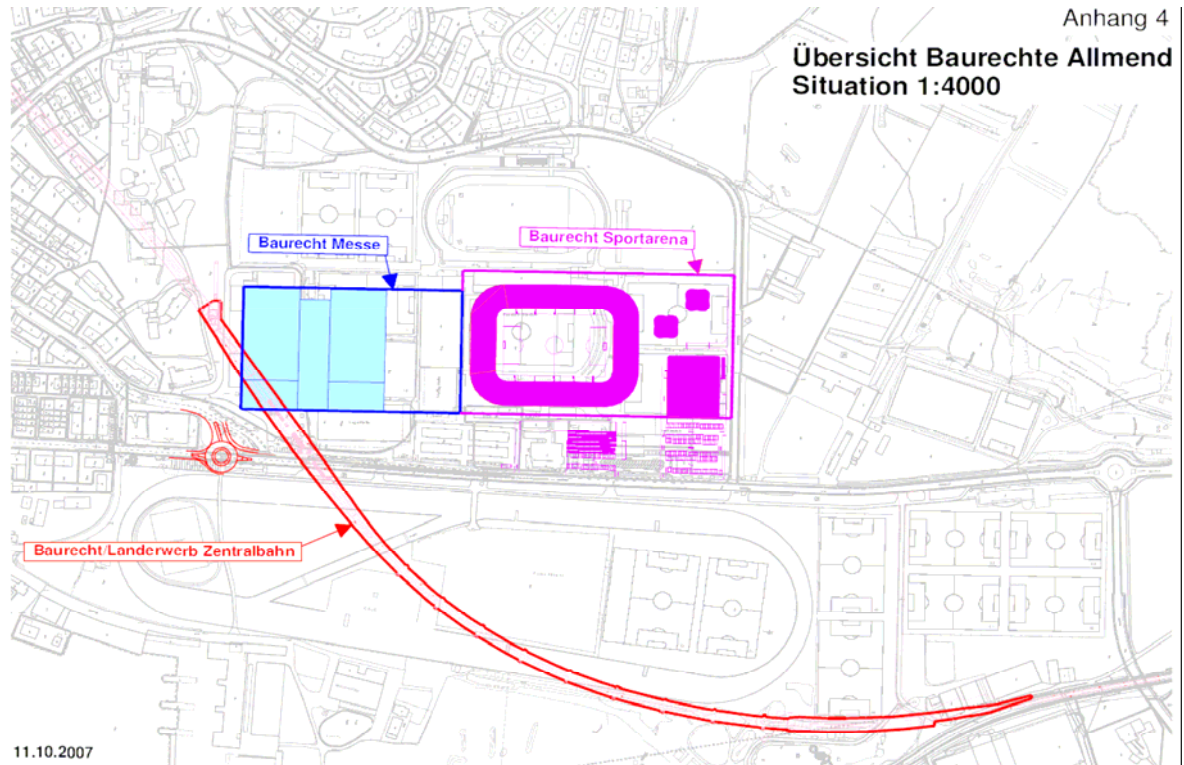 Anhang 4
Übersicht Baurechte Allmend
Situation 1:4000
Baurecht Messe
Baurecht Sportarena
Baurecht/Landerwerb Zentralbahn
11.10.2007